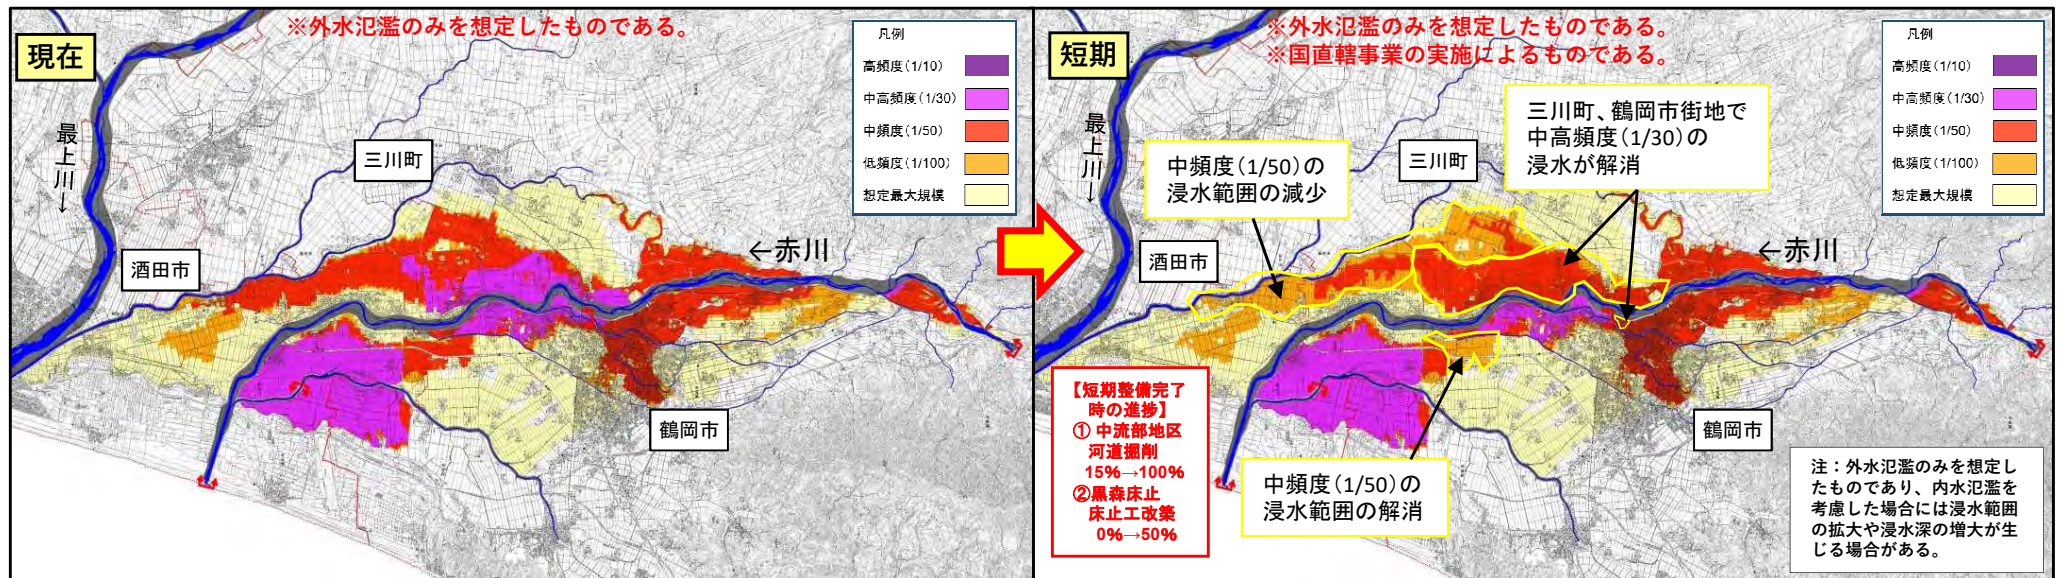 現在
※外水氾濫のみを想定したものである。
凡例
高頻度(1/10)
中高頻度(1/30)
中頻度(1/50)
低頻度(1/100)
想定最大規模
最上川→
三川町
酒田市
←赤川
鶴岡市
短期
※外水氾濫のみを想定したものである。
※国直轄事業の実施によるものである。
凡例
高頻度(1/10)
中高頻度(1/30)
中頻度(1/50)
低頻度(1/100)
想定最大規模
最上川→
三川町、鶴岡市街地で
中高頻度(1/30)の
浸水が解消
三川町
中頻度(1/50)の
浸水範囲の減少
酒田市
←赤川
【短期整備完了
時の進捗】
①中流部地区
河道掘削
15%→100%
②黒森床止
床止工改築
0%→50%
中頻度(1/50)の
浸水範囲の解消
鶴岡市
注：外水氾濫のみを想定し
たものであり、内水氾濫を
考慮した場合には浸水範囲
の拡大や浸水深の増大が生
じる場合がある。